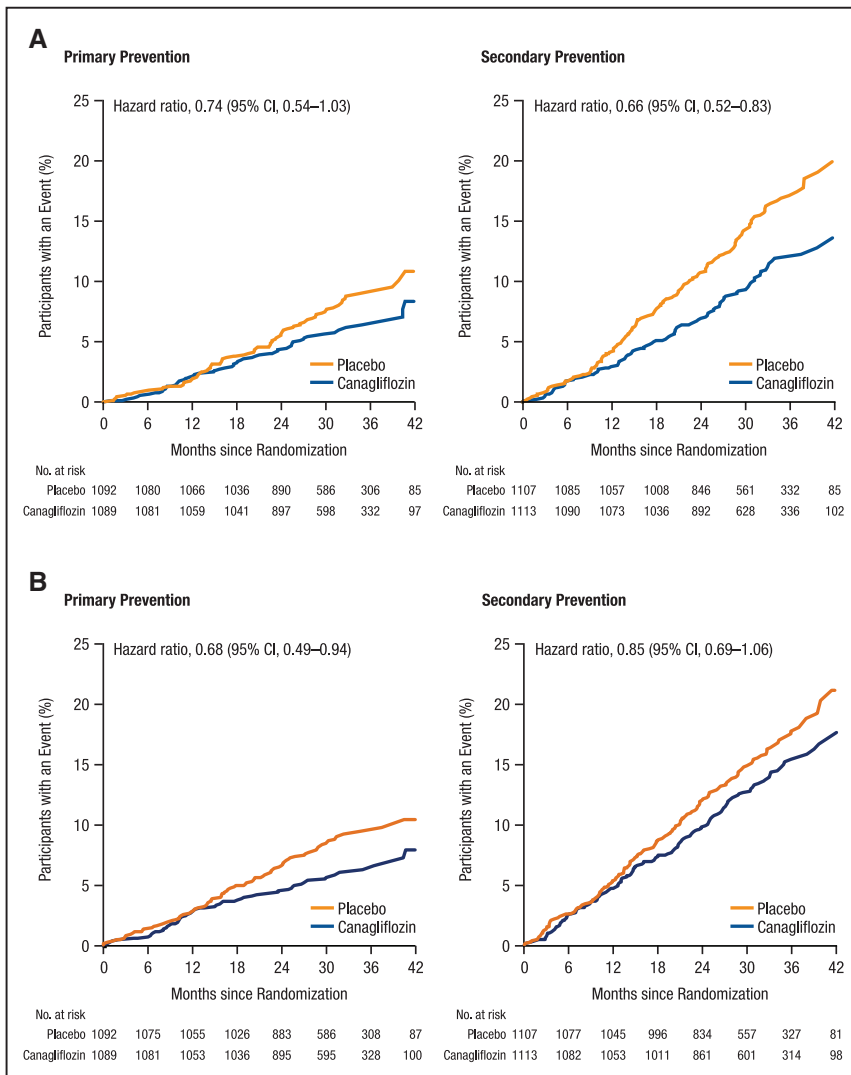 A
Primary Prevention
Hazard ratio, 0.74 (95% CI, 0.54–1.03)
Participants with an Event (%)
25
20
15
10
5
0
Placebo
Canagliflozin
0 6 12 18 24 30 36 42
Months since Randomization
No. at risk
Placebo 1092 1080 1066 1036 890 586 306 85
Canagliflozin 1089 1081 1059 1041 897 598 332 97
Secondary Prevention
Hazard ratio, 0.66 (95% CI, 0.52–0.83)
Participants with an Event (%)
25
20
15
10
5
0
Placebo
Canagliflozin
0 6 12 18 24 30 36 42
Months since Randomization
No. at risk
Placebo 1107 1085 1057 1008 846 561 332 85
Canagliflozin 1113 1090 1073 1036 892 628 336 102
B
Primary Prevention
Hazard ratio, 0.68 (95% CI, 0.49–0.94)
Participants with an Event (%)
25
20
15
10
5
0
Placebo
Canagliflozin
0 6 12 18 24 30 36 42
Months since Randomization
No. at risk
Placebo 1092 1075 1055 1026 883 586 308 87
Canagliflozin 1089 1081 1053 1036 895 595 328 100
Secondary Prevention
Hazard ratio, 0.85 (95% CI, 0.69–1.06)
Participants with an Event (%)
25
20
15
10
5
0
Placebo
Canagliflozin
0 6 12 18 24 30 36 42
Months since Randomization
No. at risk
Placebo 1107 1077 1045 996 834 557 327 81
Canagliflozin 1113 1082 1053 1011 861 601 314 98